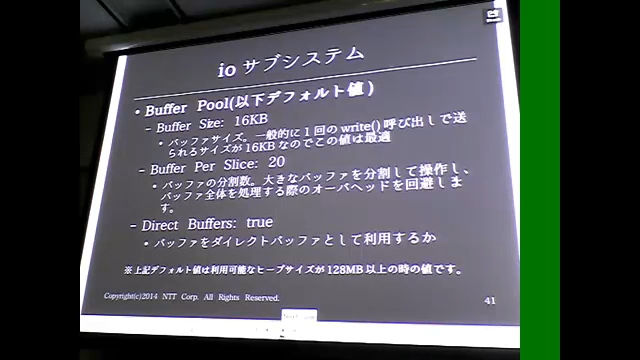 io サブシステム
• Buffer Pool(以下デフォルト値)
– Buffer Size: 16KB
• バッファサイズ。一般的に1回のwrite()呼び出しで送
られるサイズが16KBなのでこの値は最適
– Buffer Per Slice: 20
• バッファの分割数。大きなバッファを分割して操作し、
バッファ全体を処理する際のオーバヘッドを回避しま
す。
– Direct Buffers: true
• バッファをダイレクトバッファとして利用するか
※上記デフォルト値は利用可能なヒープサイズが128MB以上の時の値です。
Copyright(c)2014 NTT Corp. All Rights Reserved.
41